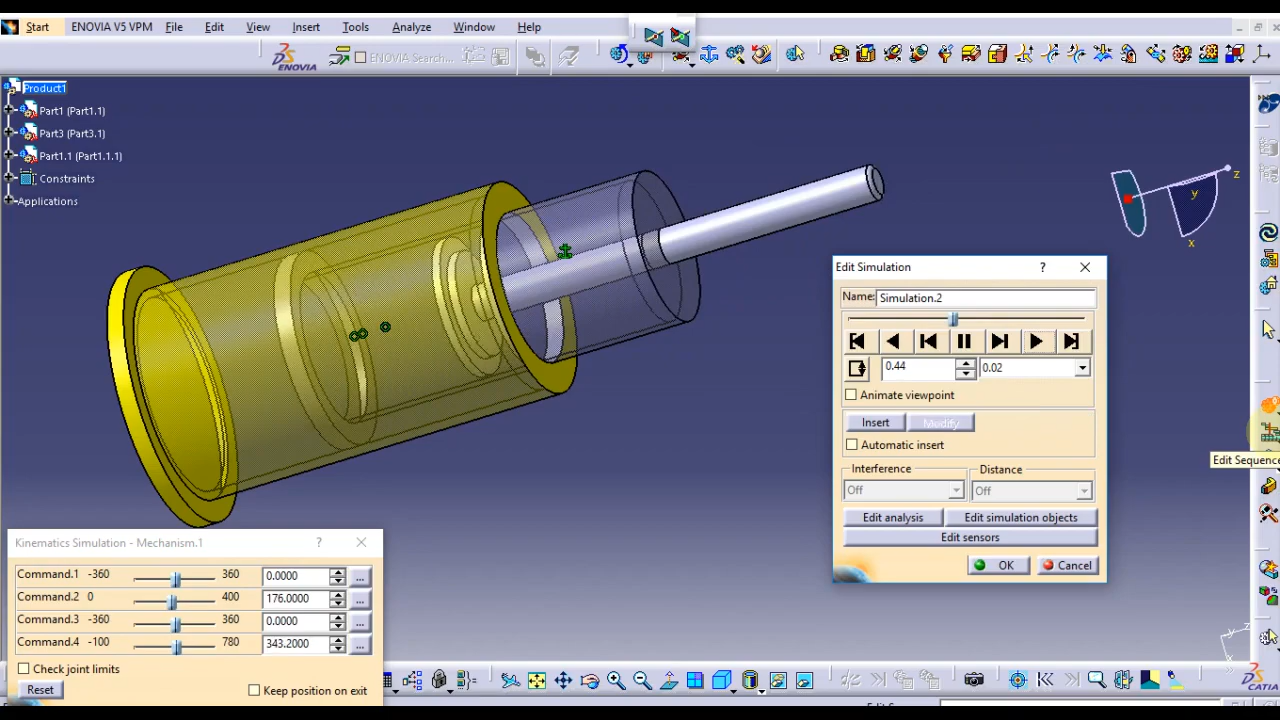 Start ENOVIA V5 VPM File Edit View Insert Tools Analyze Window Help
ENOVIA ENOVIA Search...
Product1
Part1 (Part1.1)
Part3 (Part3.1)
Part1.1 (Part1.1.1)
Constraints
Applications
z
y
x
Edit Simulation ? 
Name: Simulation.2
0.44 0.02
Animate viewpoint
Insert Modify
Automatic insert
Interference Distance
Off Off
Edit analysis Edit simulation objects
Edit sensors
OK Cancel
Edit Sequence
Kinematics Simulation - Mechanism.1 ?
Command.1 -360 360 0.0000 ...
Command.2 0 400 176.0000 ...
Command.3 -360 360 0.0000 ...
Command.4 -100 780 343.2000 ...
Check joint limits
Reset Keep position on exit
CATIA